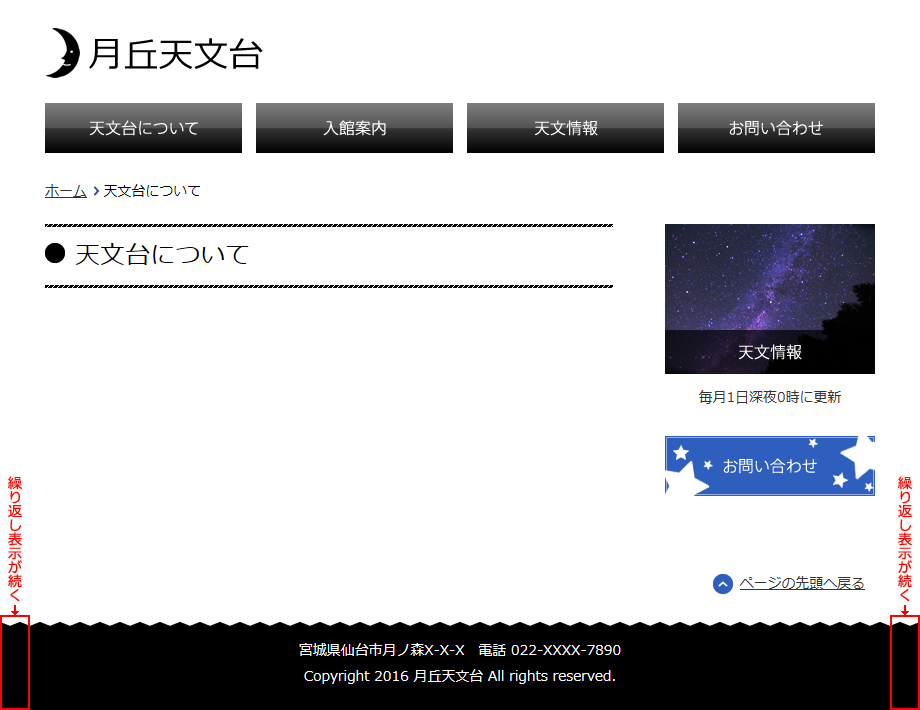 月丘天文台
天文台について
入館案内
天文情報
お問い合わせ
ホーム › 天文台について
● 天文台について
天文情報
毎月1日深夜0時に更新
お問い合わせ
繰り返し表示が続く
繰り返し表示が続く
ページの先頭へ戻る
宮城県仙台市月ノ森X-X-X　電話 022-XXXX-7890
Copyright 2016 月丘天文台 All rights reserved.